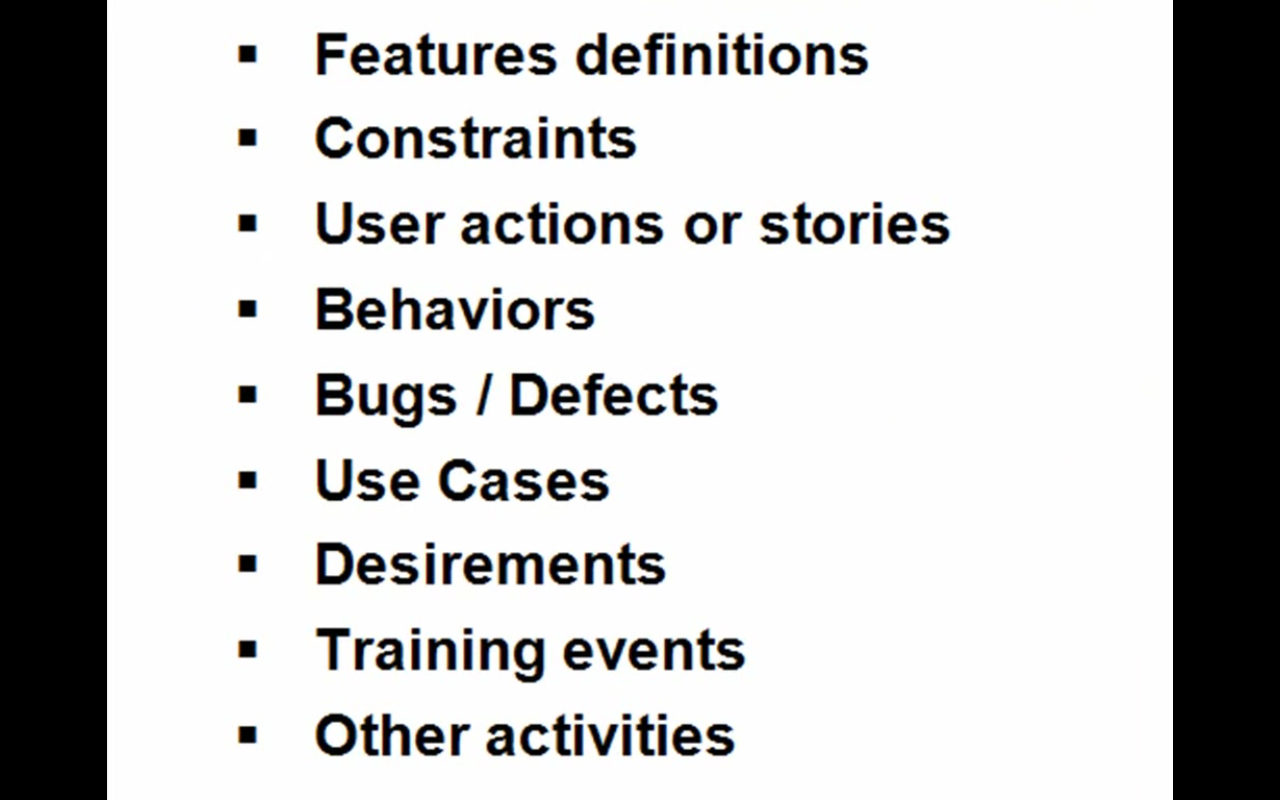 ▪ Features definitions
▪ Constraints
▪ User actions or stories
▪ Behaviors
▪ Bugs / Defects
▪ Use Cases
▪ Desirements
▪ Training events
▪ Other activities